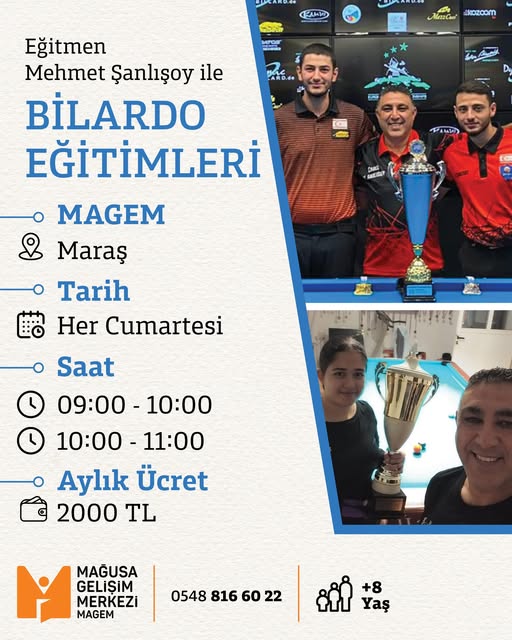 Eğitmen
Mehmet Şanlışoy ile
BİLARDO
EĞİTİMLERİ
MAGEM
Maraş
Tarih
Her Cumartesi
Saat
09:00 - 10:00
10:00 - 11:00
Aylık Ücret
2000 TL
MAĞUSA
GELİŞİM
MERKEZİ
MAGEM
0548 816 60 22
+8
Yaş
KOZOOM